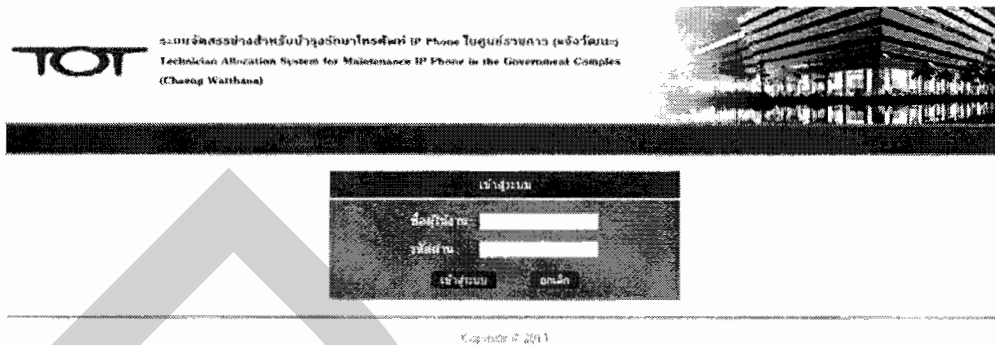 TOT
ระบบจัดสรรช่างสำหรับบำรุงรักษาโทรศัพท์ IP Phone ในศูนย์ราชการ (แจ้งวัฒนะ)
Technician Allocation System for Maintenance IP Phone in the Government Complex
(Chaeng Watthana)
เข้าสู่ระบบ
ชื่อผู้ใช้งาน
รหัสผ่าน
เข้าสู่ระบบ ยกเลิก